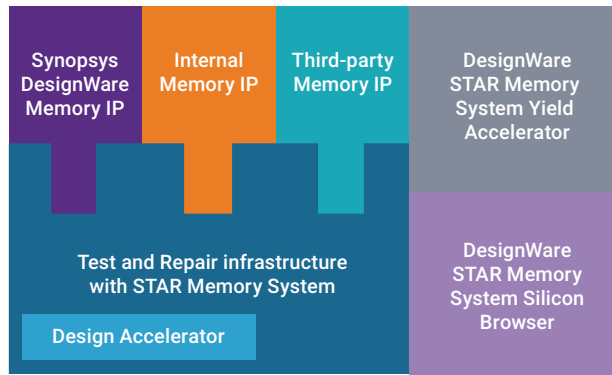 Synopsys
DesignWare
Memory IP
Internal
Memory IP
Third-party
Memory IP
DesignWare
STAR Memory
System Yield
Accelerator
Test and Repair infrastructure
with STAR Memory System
Design Accelerator
DesignWare
STAR Memory
System Silicon
Browser